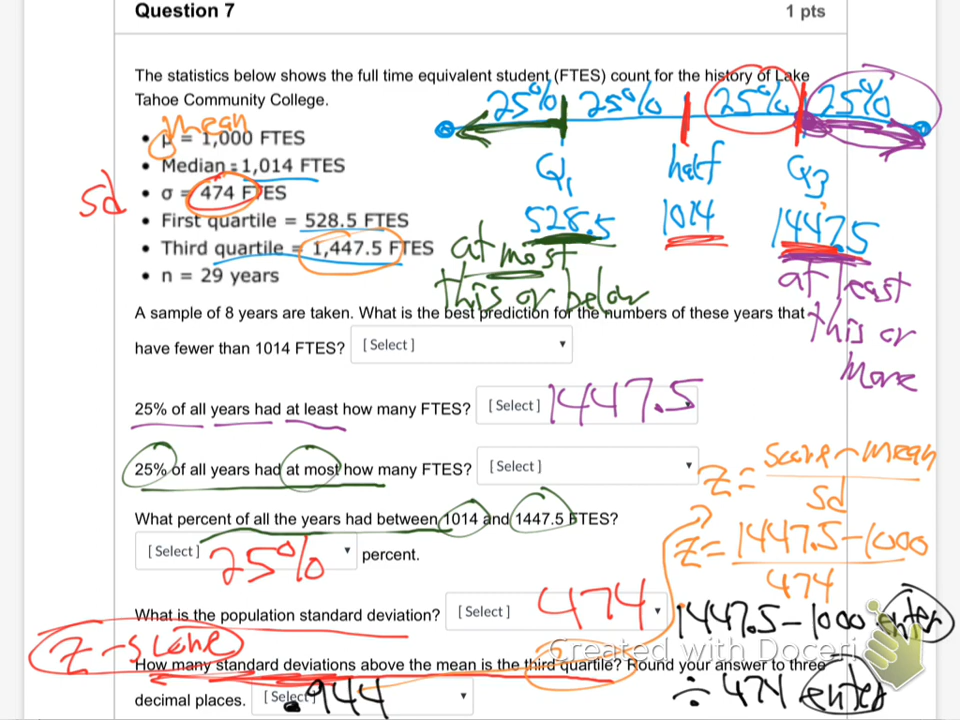 Question 7
1 pts
The statistics below shows the full time equivalent student (FTES) count for the history of Lake
Tahoe Community College.
25% 25% 25% 25%
Mean
• μ = 1,000 FTES
• Median = 1,014 FTES
sd
• σ = 474 FTES
• First quartile = 528.5 FTES
• Third quartile = 1,447.5 FTES
• n = 29 years
Q1 half Q3
528.5 1014 1447.5
at most
this or below
at least
this or
more
A sample of 8 years are taken. What is the best prediction for the numbers of these years that
have fewer than 1014 FTES? [ Select ]
25% of all years had at least how many FTES? [ Select ] 1447.5
25% of all years had at most how many FTES? [ Select ]
z = score - mean
sd
What percent of all the years had between 1014 and 1447.5 FTES?
[ Select ] 25% percent.
z = 1447.5 - 1000
474
What is the population standard deviation? [ Select ] 474
1447.5 - 1000 enter
÷ 474 enter
z-score
Created with Doceri
How many standard deviations above the mean is the third quartile? Round your answer to three
decimal places. [ Select ] .944